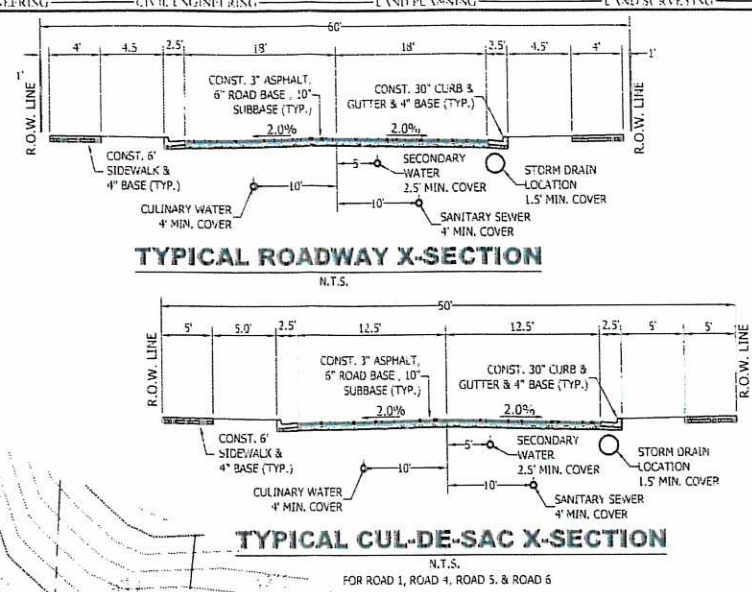 CIVIL ENGINEERING
LAND PLANNING
LAND SURVEYING
60'
4'
4.5
2.5'
18'
18'
2.5'
4.5'
4'
1'
1'
R.O.W. LINE
R.O.W. LINE
CONST. 3" ASPHALT,
6" ROAD BASE , 10"
SUBBASE (TYP.)
CONST. 30" CURB &
GUTTER & 4" BASE (TYP.)
2.0%
2.0%
CONST. 6'
SIDEWALK &
4" BASE (TYP.)
5'
SECONDARY
WATER
2.5' MIN. COVER
STORM DRAIN
LOCATION
1.5' MIN. COVER
10'
CULINARY WATER
4' MIN. COVER
10'
SANITARY SEWER
4' MIN. COVER
TYPICAL ROADWAY X-SECTION
N.T.S.
50'
5'
5.0'
2.5'
12.5'
12.5'
2.5'
5'
5'
R.O.W. LINE
R.O.W. LINE
CONST. 3" ASPHALT,
6" ROAD BASE , 10"
SUBBASE (TYP.)
CONST. 30" CURB &
GUTTER & 4" BASE (TYP.)
2.0%
2.0%
CONST. 6'
SIDEWALK &
4" BASE (TYP.)
5'
SECONDARY
WATER
2.5' MIN. COVER
STORM DRAIN
LOCATION
1.5' MIN. COVER
10'
CULINARY WATER
4' MIN. COVER
10'
SANITARY SEWER
4' MIN. COVER
TYPICAL CUL-DE-SAC X-SECTION
N.T.S.
FOR ROAD 1, ROAD 4, ROAD 5, & ROAD 6